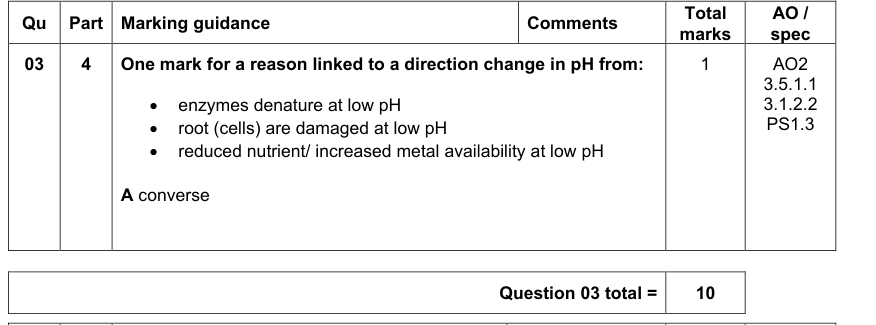 Qu Part Marking guidance Comments Total marks AO / spec
03 4 One mark for a reason linked to a direction change in pH from: 1 AO2
3.5.1.1
3.1.2.2
PS1.3
• enzymes denature at low pH
• root (cells) are damaged at low pH
• reduced nutrient/ increased metal availability at low pH
A converse
Question 03 total = 10